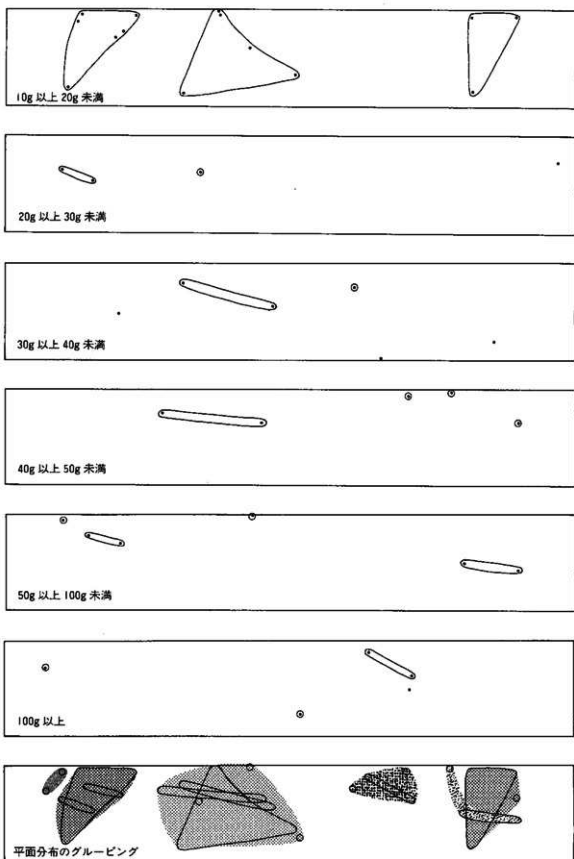 10g 以上 20g 未満
20g 以上 30g 未満
30g 以上 40g 未満
40g 以上 50g 未満
50g 以上 100g 未満
100g 以上
平面分布のグルーピング